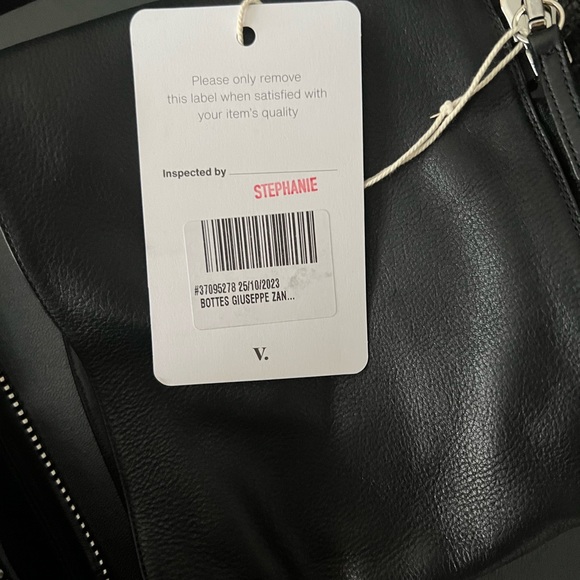 Please only remove
this label when satisfied with
your item's quality
Inspected by
STEPHANIE
#37095278 25/10/2023
BOTTES GIUSEPPE ZAN...
V.